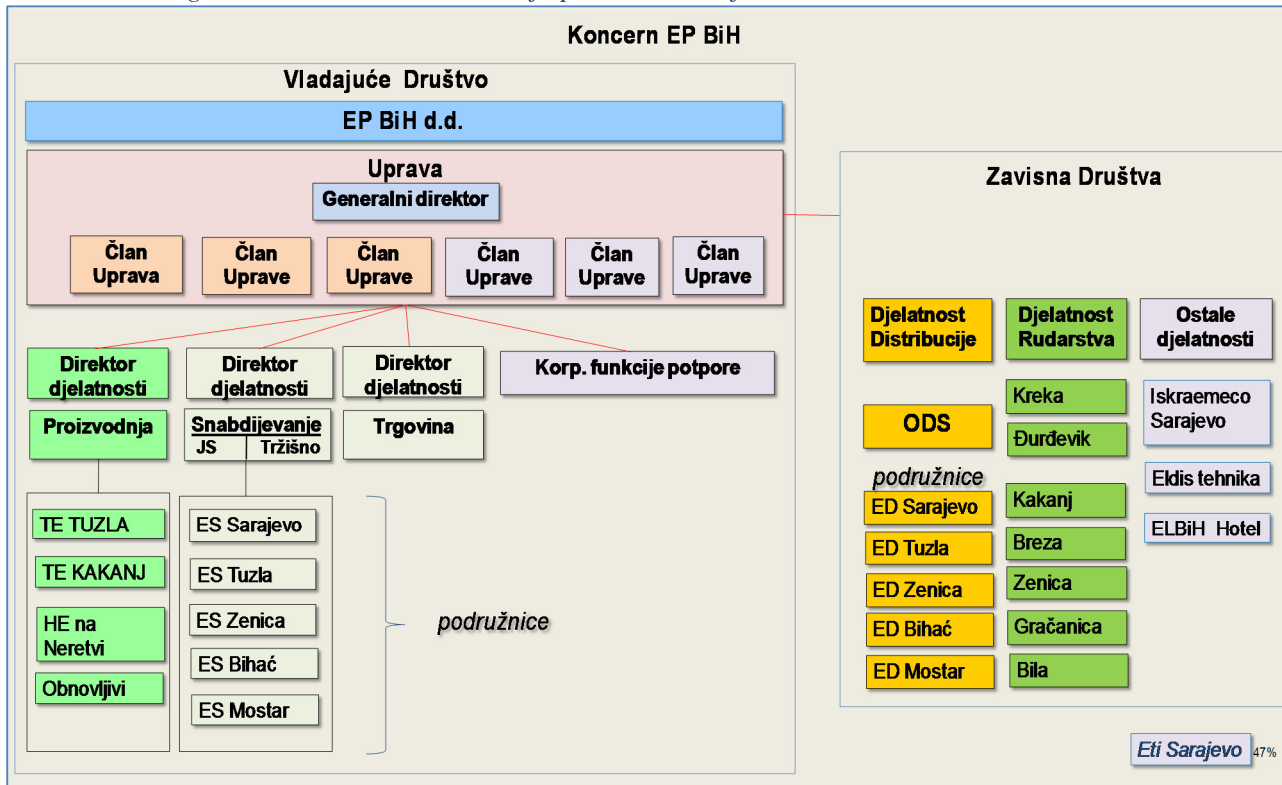 Koncern EP BiH
Vladajuće Društvo
EP BiH d.d.
Uprava
Generalni direktor
Član
Uprava
Član
Uprave
Član
Uprave
Član
Uprave
Član
Uprave
Član
Uprave
Direktor
djelatnosti
Direktor
djelatnosti
Direktor
djelatnosti
Korp. funkcije potpore
Proizvodnja
Snabdijevanje
JS Tržišno
Trgovina
TE TUZLA
TE KAKANJ
HE na
Neretvi
Obnovljivi
ES Sarajevo
ES Tuzla
ES Zenica
ES Bihać
ES Mostar
podružnice
Zavisna Društva
Djelatnost
Distribucije
ODS
podružnice
ED Sarajevo
ED Tuzla
ED Zenica
ED Bihać
ED Mostar
Djelatnost
Rudarstva
Kreka
Đurđevik
Kakanj
Breza
Zenica
Gračanica
Bila
Ostale
djelatnosti
Iskraemeco
Sarajevo
Eldis tehnika
ELBiH Hotel
Eti Sarajevo 47%